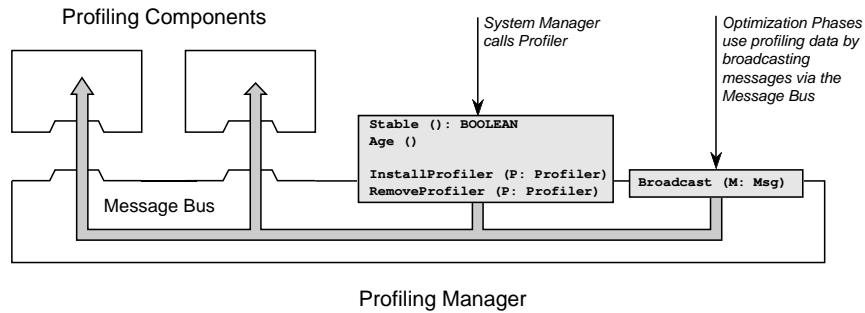 Profiling Components
System Manager
calls Profiler
Optimization Phases
use profiling data by
broadcasting
messages via the
Message Bus
Stable (): BOOLEAN
Age ()
InstallProfiler (P: Profiler)
RemoveProfiler (P: Profiler)
Broadcast (M: Msg)
Message Bus
Profiling Manager